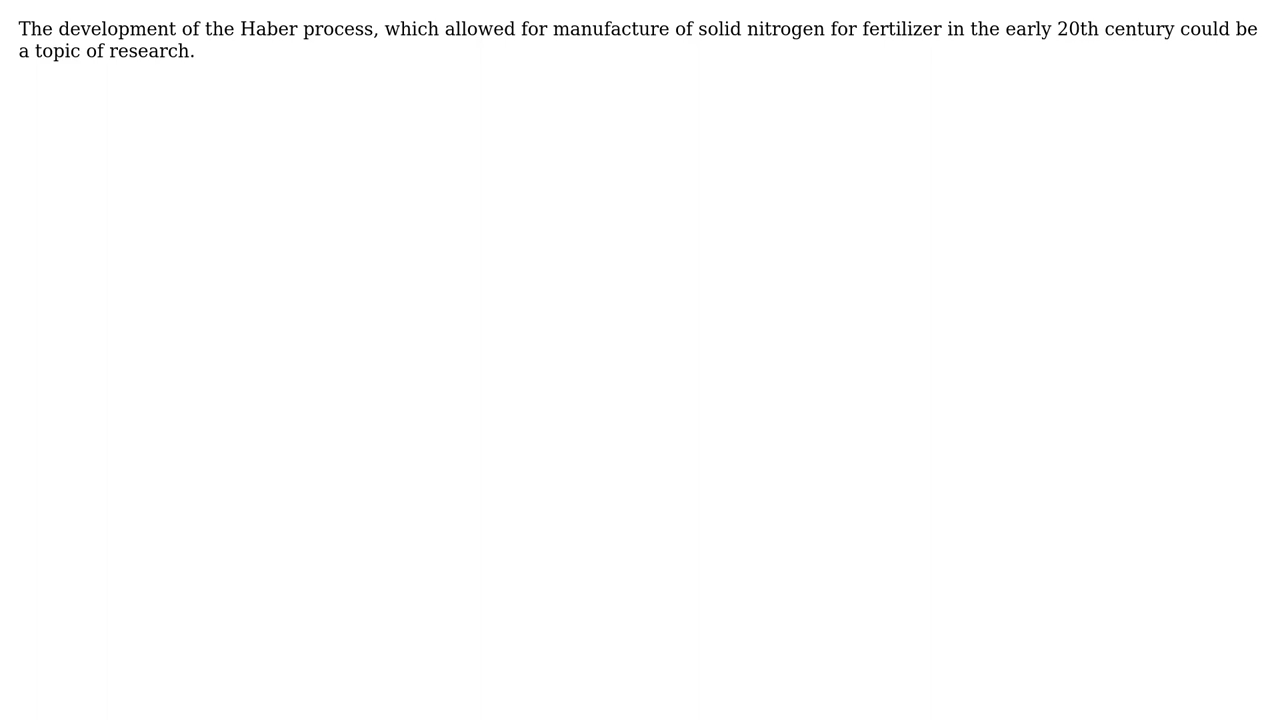 The development of the Haber process, which allowed for manufacture of solid nitrogen for fertilizer in the early 20th century could be
a topic of research.